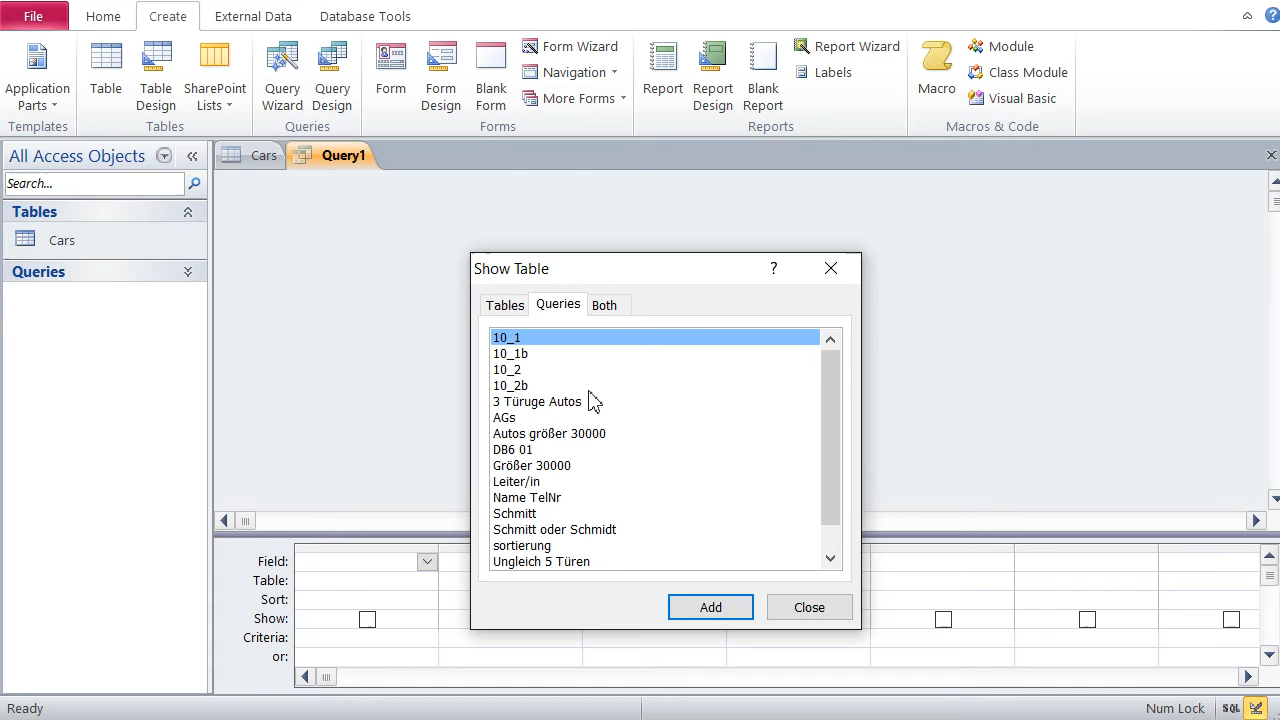 File Home Create External Data Database Tools
Application Parts
Table
Table Design
SharePoint Lists
Query Wizard
Query Design
Form
Form Design
Blank Form
Form Wizard
Navigation
More Forms
Report
Report Design
Blank Report
Report Wizard
Labels
Macro
Module
Class Module
Visual Basic
Templates Tables Queries Forms Reports Macros & Code
All Access Objects
Search...
Tables
Cars
Queries
Cars Query1
Show Table
Tables Queries Both
10_1
10_1b
10_2
10_2b
3 Türuge Autos
AGs
Autos größer 30000
DB6 01
Größer 30000
Leiter/in
Name TelNr
Schmitt
Schmitt oder Schmidt
sortierung
Ungleich 5 Türen
Add Close
Field:
Table:
Sort:
Show:
Criteria:
or:
Ready Num Lock SQL